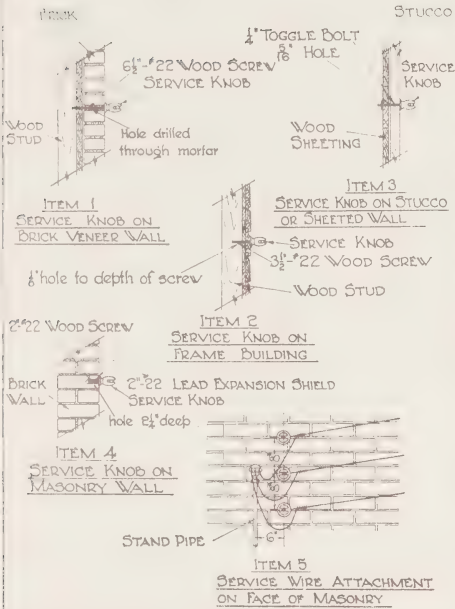 BRICK
STUCCO
¼" TOGGLE BOLT
5/16 HOLE
6½"-#22 WOOD SCREW
SERVICE KNOB
SERVICE
KNOB
WOOD
STUD
Hole drilled
through mortar
WOOD
SHEETING
ITEM 1
SERVICE KNOB ON
BRICK VENEER WALL
ITEM 3
SERVICE KNOB ON STUCCO
OR SHEETED WALL
SERVICE KNOB
3½"-#22 WOOD SCREW
hole to depth of screw
WOOD STUD
ITEM 2
SERVICE KNOB ON
FRAME BUILDING
2"-#22 WOOD SCREW
BRICK
WALL
2"-#22 LEAD EXPANSION SHIELD
SERVICE KNOB
hole 2¼" deep
ITEM 4
SERVICE KNOB ON
MASONRY WALL
8"
8"
STAND PIPE
6"
ITEM 5
SERVICE WIRE ATTACHMENT
ON FACE OF MASONRY